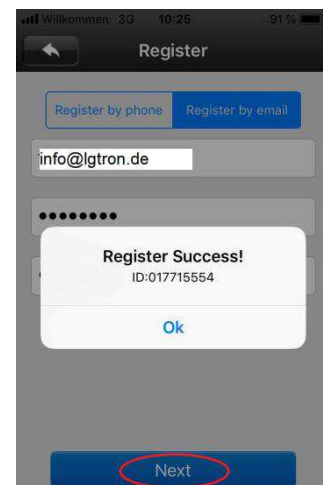 Willkommen 3G 10:25 91 %
Register
Register by phone Register by email
info@lgtron.de
••••••••
Register Success!
ID:017715554
Ok
Next